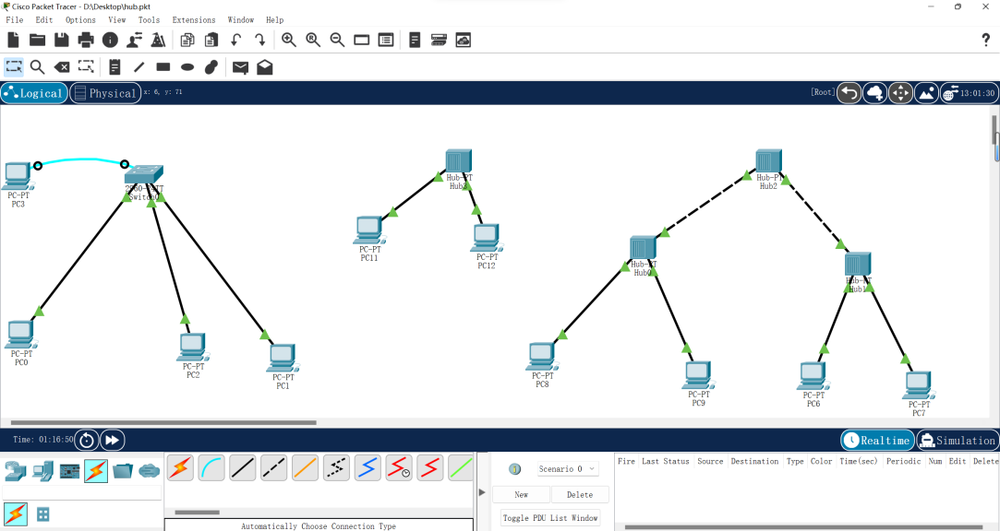 Cisco Packet Tracer - D:\Desktop\hub.pkt
File Edit Options View Tools Extensions Window Help
?
Logical Physical x: 6, y: 71 [Root] 13:01:30
PC-PT
PC3
2960-24TT
Switch0
PC-PT
PC0
PC-PT
PC2
PC-PT
PC1
Hub-PT
PC-PT
PC11
PC-PT
PC12
Hub-PT
Hub2
Hub-PT
Hub0
Hub-PT
Hub1
PC-PT
PC8
PC-PT
PC9
PC-PT
PC6
PC-PT
PC7
Time: 01:16:50 Realtime Simulation
Scenario 0
New Delete
Toggle PDU List Window
Fire Last Status Source Destination Type Color Time(sec) Periodic Num Edit Delete
Automatically Choose Connection Type